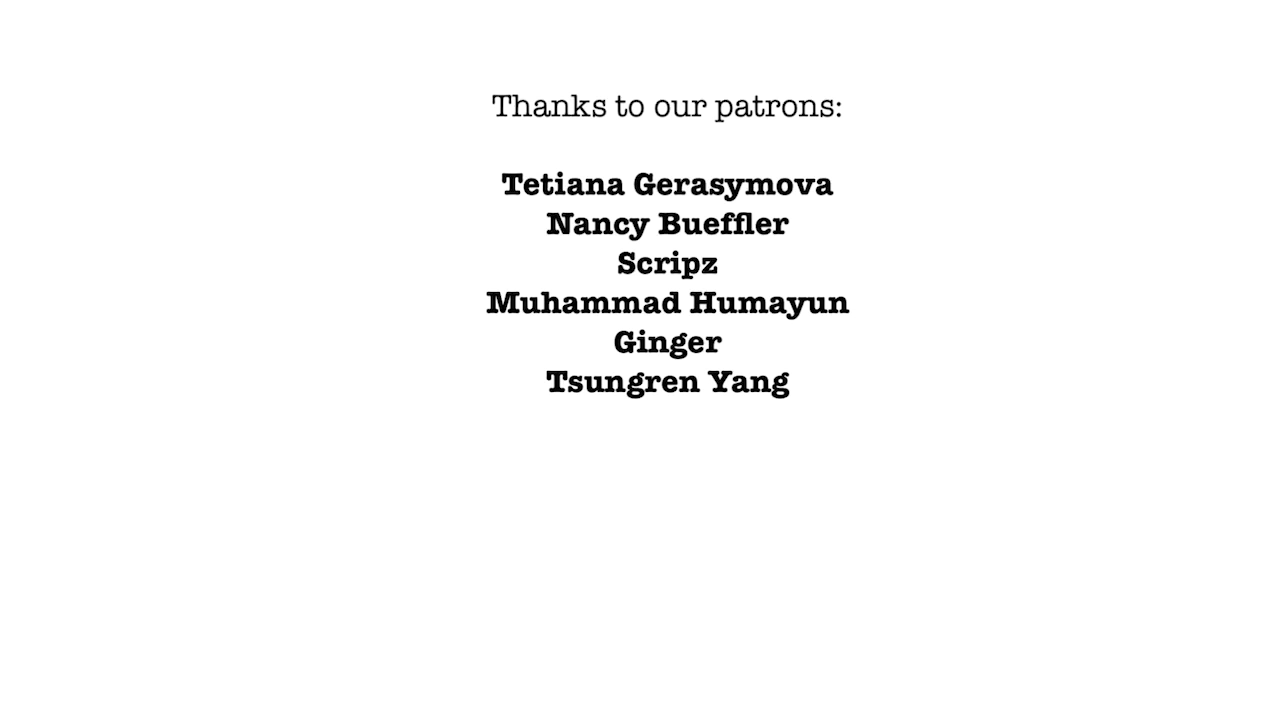 Thanks to our patrons:
Tetiana Gerasymova
Nancy Bueffler
Scripz
Muhammad Humayun
Ginger
Tsungren Yang